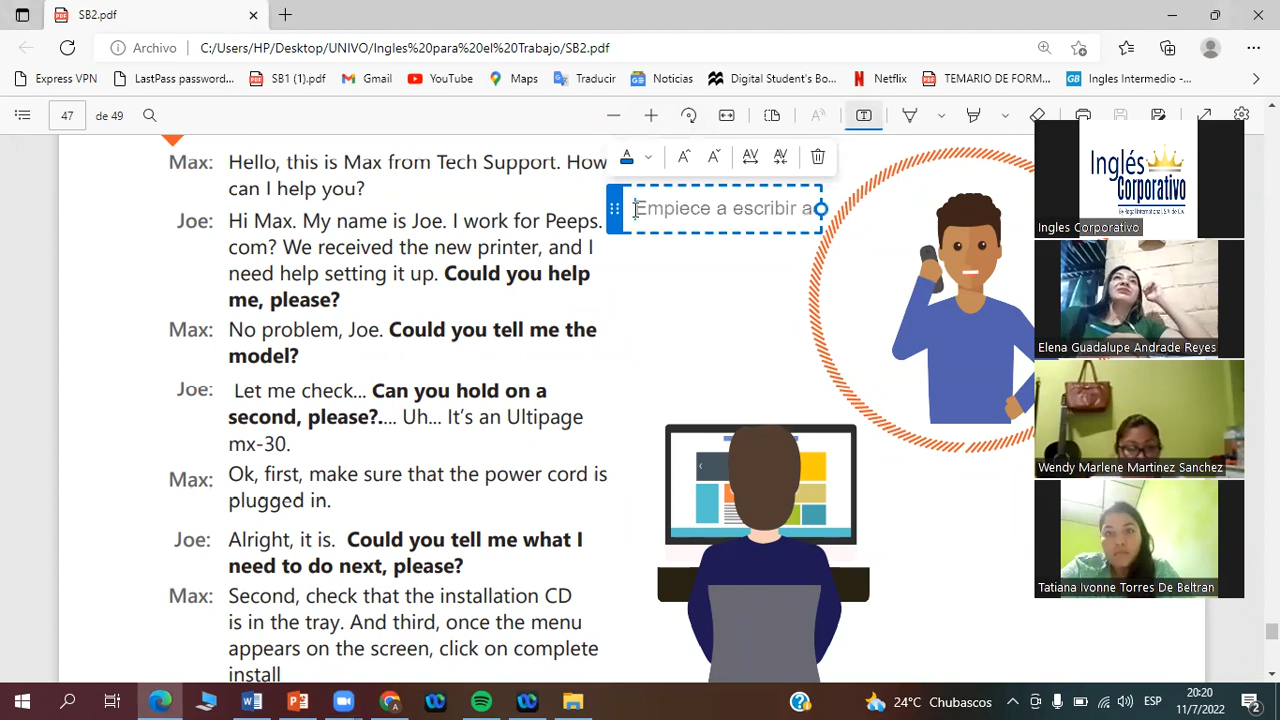 SB2.pdf
Archivo C:/Users/HP/Desktop/UNIVO/Ingles%20para%20el%20Trabajo/SB2.pdf
Express VPN LastPass password... SB1 (1).pdf Gmail YouTube Maps Traducir Noticias Digital Student's Bo... Netflix TEMARIO DE FORM... Ingles Intermedio -...
47 de 49
Max: Hello, this is Max from Tech Support. How
can I help you?
Empiece a escribir a
Joe: Hi Max. My name is Joe. I work for Peeps.
com? We received the new printer, and I
need help setting it up. Could you help
me, please?
Max: No problem, Joe. Could you tell me the
model?
Joe: Let me check... Can you hold on a
second, please?.... Uh... It's an Ultipage
mx-30.
Max: Ok, first, make sure that the power cord is
plugged in.
Joe: Alright, it is. Could you tell me what I
need to do next, please?
Max: Second, check that the installation CD
is in the tray. And third, once the menu
appears on the screen, click on complete
install
Inglés
Corporativo
Ingles Corporativo
Elena Guadalupe Andrade Reyes
Wendy Marlene Martinez Sanchez
Tatiana Ivonne Torres De Beltran
24°C Chubascos ESP 20:20
11/7/2022 2